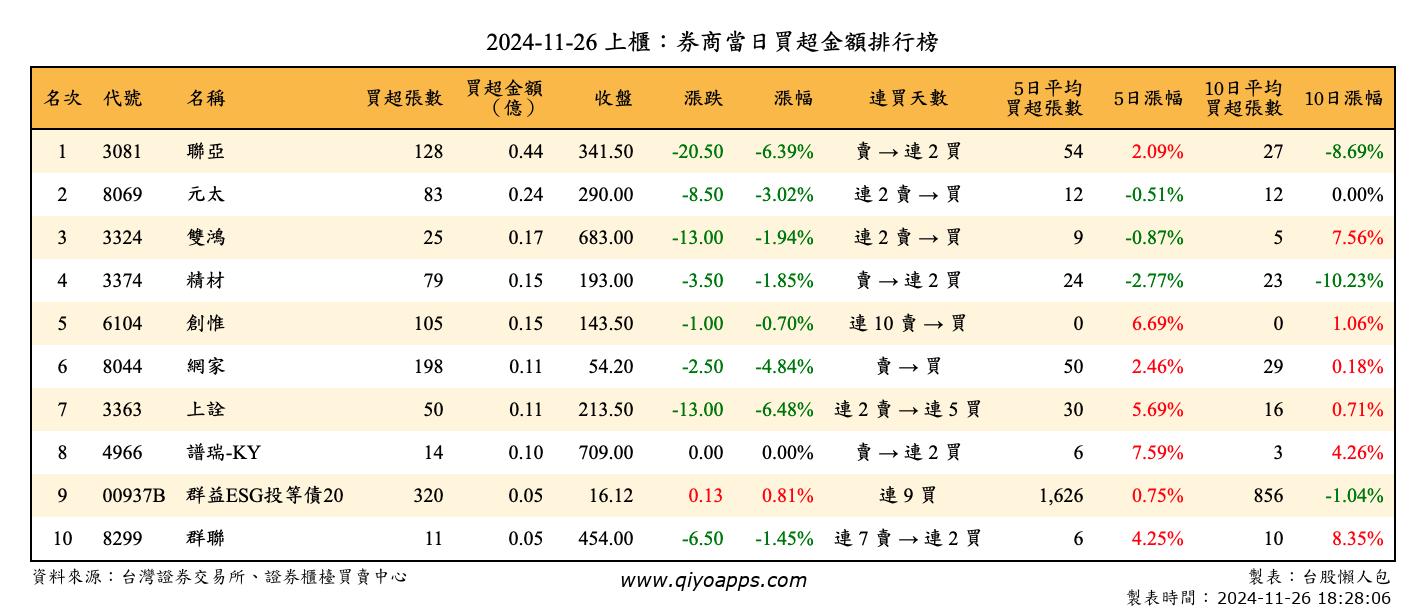 2024-11-26 上櫃：券商當日買超金額排行榜
名次 代號 名稱 買超張數 買超金額（億） 收盤 漲跌 漲幅 連買天數 5日平均買超張數 5日漲幅 10日平均買超張數 10日漲幅
1 3081 聯亞 128 0.44 341.50 -20.50 -6.39% 賣 → 連 2 買 54 2.09% 27 -8.69%
2 8069 元太 83 0.24 290.00 -8.50 -3.02% 連 2 賣 → 買 12 -0.51% 12 0.00%
3 3324 雙鴻 25 0.17 683.00 -13.00 -1.94% 連 2 賣 → 買 9 -0.87% 5 7.56%
4 3374 精材 79 0.15 193.00 -3.50 -1.85% 賣 → 連 2 買 24 -2.77% 23 -10.23%
5 6104 創惟 105 0.15 143.50 -1.00 -0.70% 連 10 賣 → 買 0 6.69% 0 1.06%
6 8044 網家 198 0.11 54.20 -2.50 -4.84% 賣 → 買 50 2.46% 29 0.18%
7 3363 上詮 50 0.11 213.50 -13.00 -6.48% 連 2 賣 → 連 5 買 30 5.69% 16 0.71%
8 4966 譜瑞-KY 14 0.10 709.00 0.00 0.00% 賣 → 連 2 買 6 7.59% 3 4.26%
9 00937B 群益ESG投等債20 320 0.05 16.12 0.13 0.81% 連 9 買 1,626 0.75% 856 -1.04%
10 8299 群聯 11 0.05 454.00 -6.50 -1.45% 連 7 賣 → 連 2 買 6 4.25% 10 8.35%
資料來源：台灣證券交易所、證券櫃檯買賣中心 www.qiyoapps.com 製表：台股懶人包
製表時間：2024-11-26 18:28:06